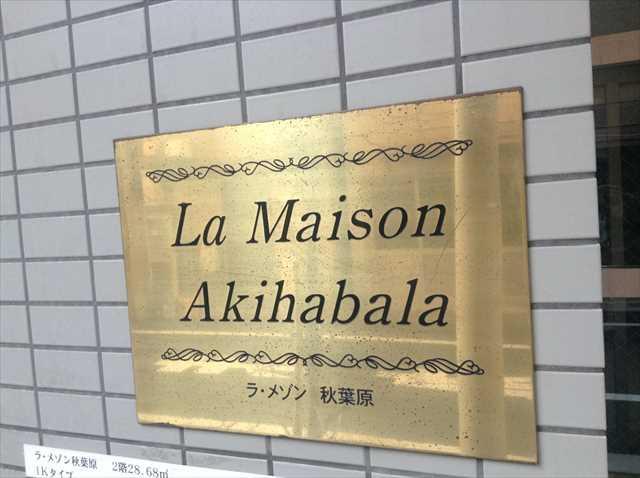 La Maison
Akihabala
ラ・メゾン 秋葉原
ラ・メゾン秋葉原 2階28.68㎡
1Kタイプ